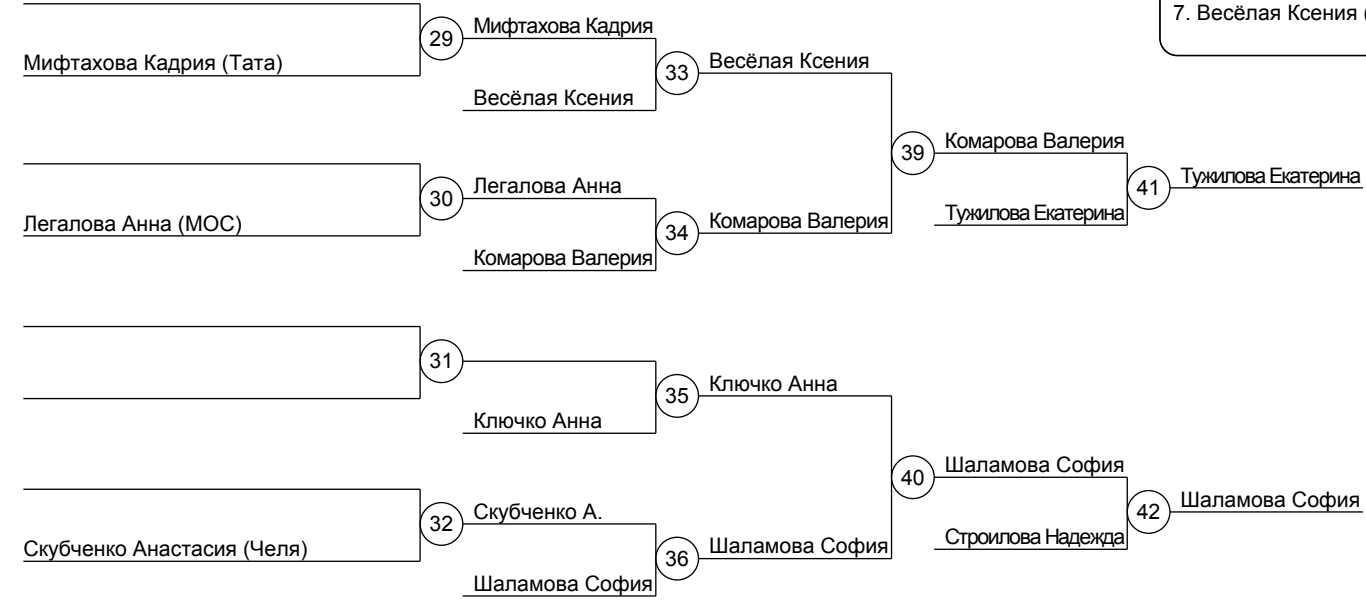 7. Весёлая Ксения (
29
Мифтахова Кадрия
Мифтахова Кадрия (Тата)
33
Весёлая Ксения
Весёлая Ксения
39
Комарова Валерия
30
Легалова Анна
Легалова Анна (МОС)
34
Комарова Валерия
Комарова Валерия
41
Тужилова Екатерина
Тужилова Екатерина
31
35
Ключко Анна
Ключко Анна
40
Шаламова София
32
Скубченко А.
Скубченко Анастасия (Челя)
36
Шаламова София
Шаламова София
42
Шаламова София
Строилова Надежда